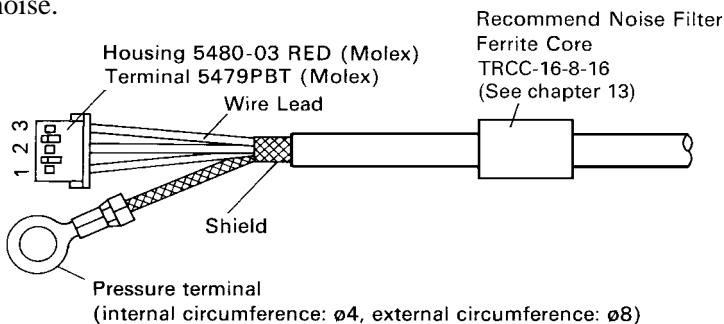 noise.
Recommend Noise Filter
Ferrite Core
TRCC-16-8-16
(See chapter 13)
Housing 5480-03 RED (Molex)
Terminal 5479PBT (Molex)
Wire Lead
1 2 3
Shield
Pressure terminal
(internal circumference: ø4, external circumference: ø8)